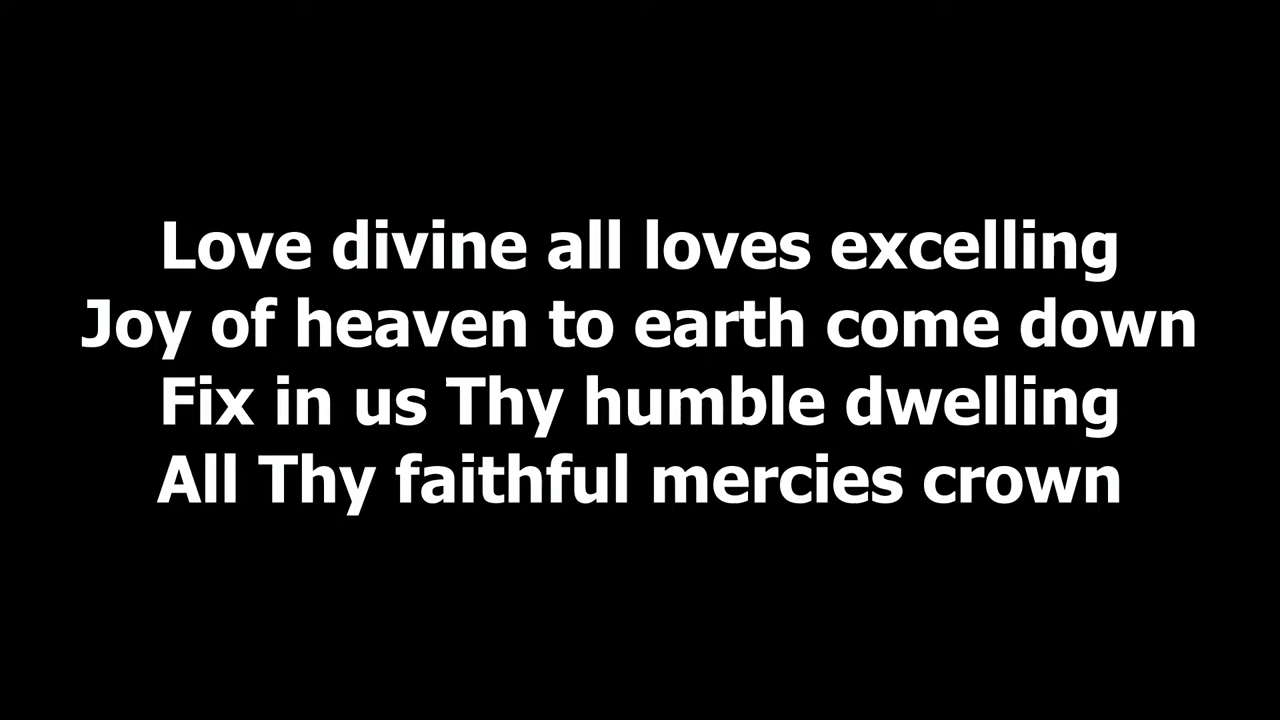 Love divine all loves excelling
Joy of heaven to earth come down
Fix in us Thy humble dwelling
All Thy faithful mercies crown